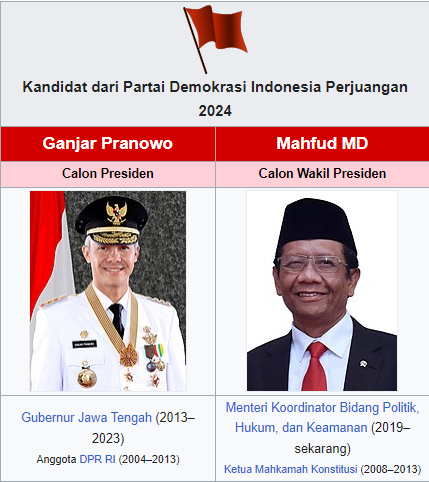 Kandidat dari Partai Demokrasi Indonesia Perjuangan
2024
Ganjar Pranowo
Mahfud MD
Calon Presiden
Calon Wakil Presiden
Gubernur Jawa Tengah (2013–
2023)
Anggota DPR RI (2004–2013)
Menteri Koordinator Bidang Politik,
Hukum, dan Keamanan (2019–
sekarang)
Ketua Mahkamah Konstitusi (2008–2013)